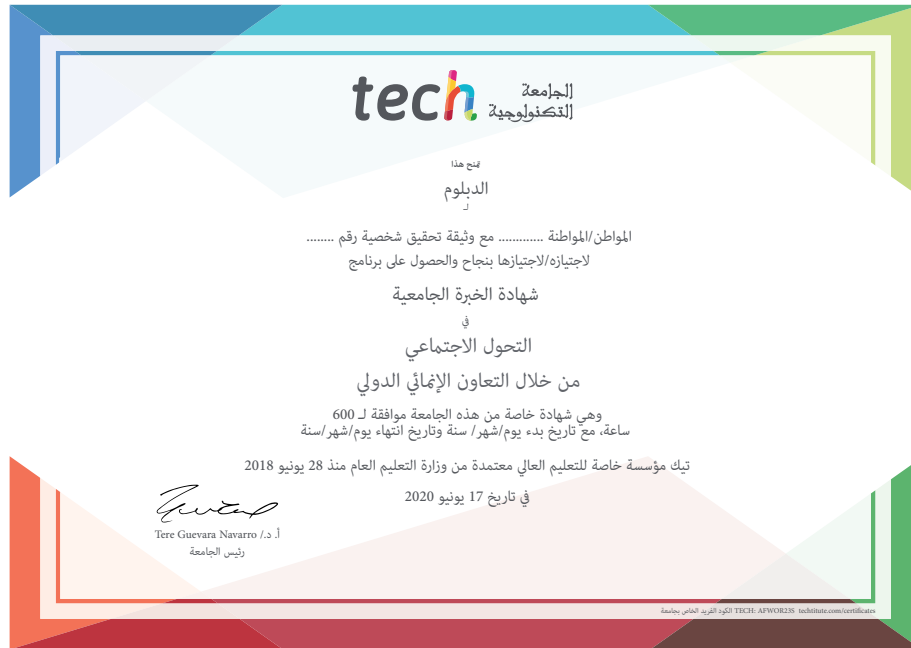 tech الجامعة
التكنولوجية
يمنح هذا
الدبلوم
لـ
المواطن/المواطنة ............. مع وثيقة تحقيق شخصية رقم ........
لاجتيازه/لاجتيازها بنجاح والحصول على برنامج
شهادة الخبرة الجامعية
في
التحول الاجتماعي
من خلال التعاون الإنمائي الدولي
وهي شهادة خاصة من هذه الجامعة موافقة لـ 600
ساعة، مع تاريخ بدء يوم/شهر/ سنة وتاريخ انتهاء يوم/شهر/سنة
تيك مؤسسة خاصة للتعليم العالي معتمدة من وزارة التعليم العام منذ 28 يونيو 2018
في تاريخ 17 يونيو 2020
أ. د./ Tere Guevara Navarro
رئيس الجامعة
الكود الفريد الخاص بجامعة TECH: AFWOR23S techtitute.com/certificates